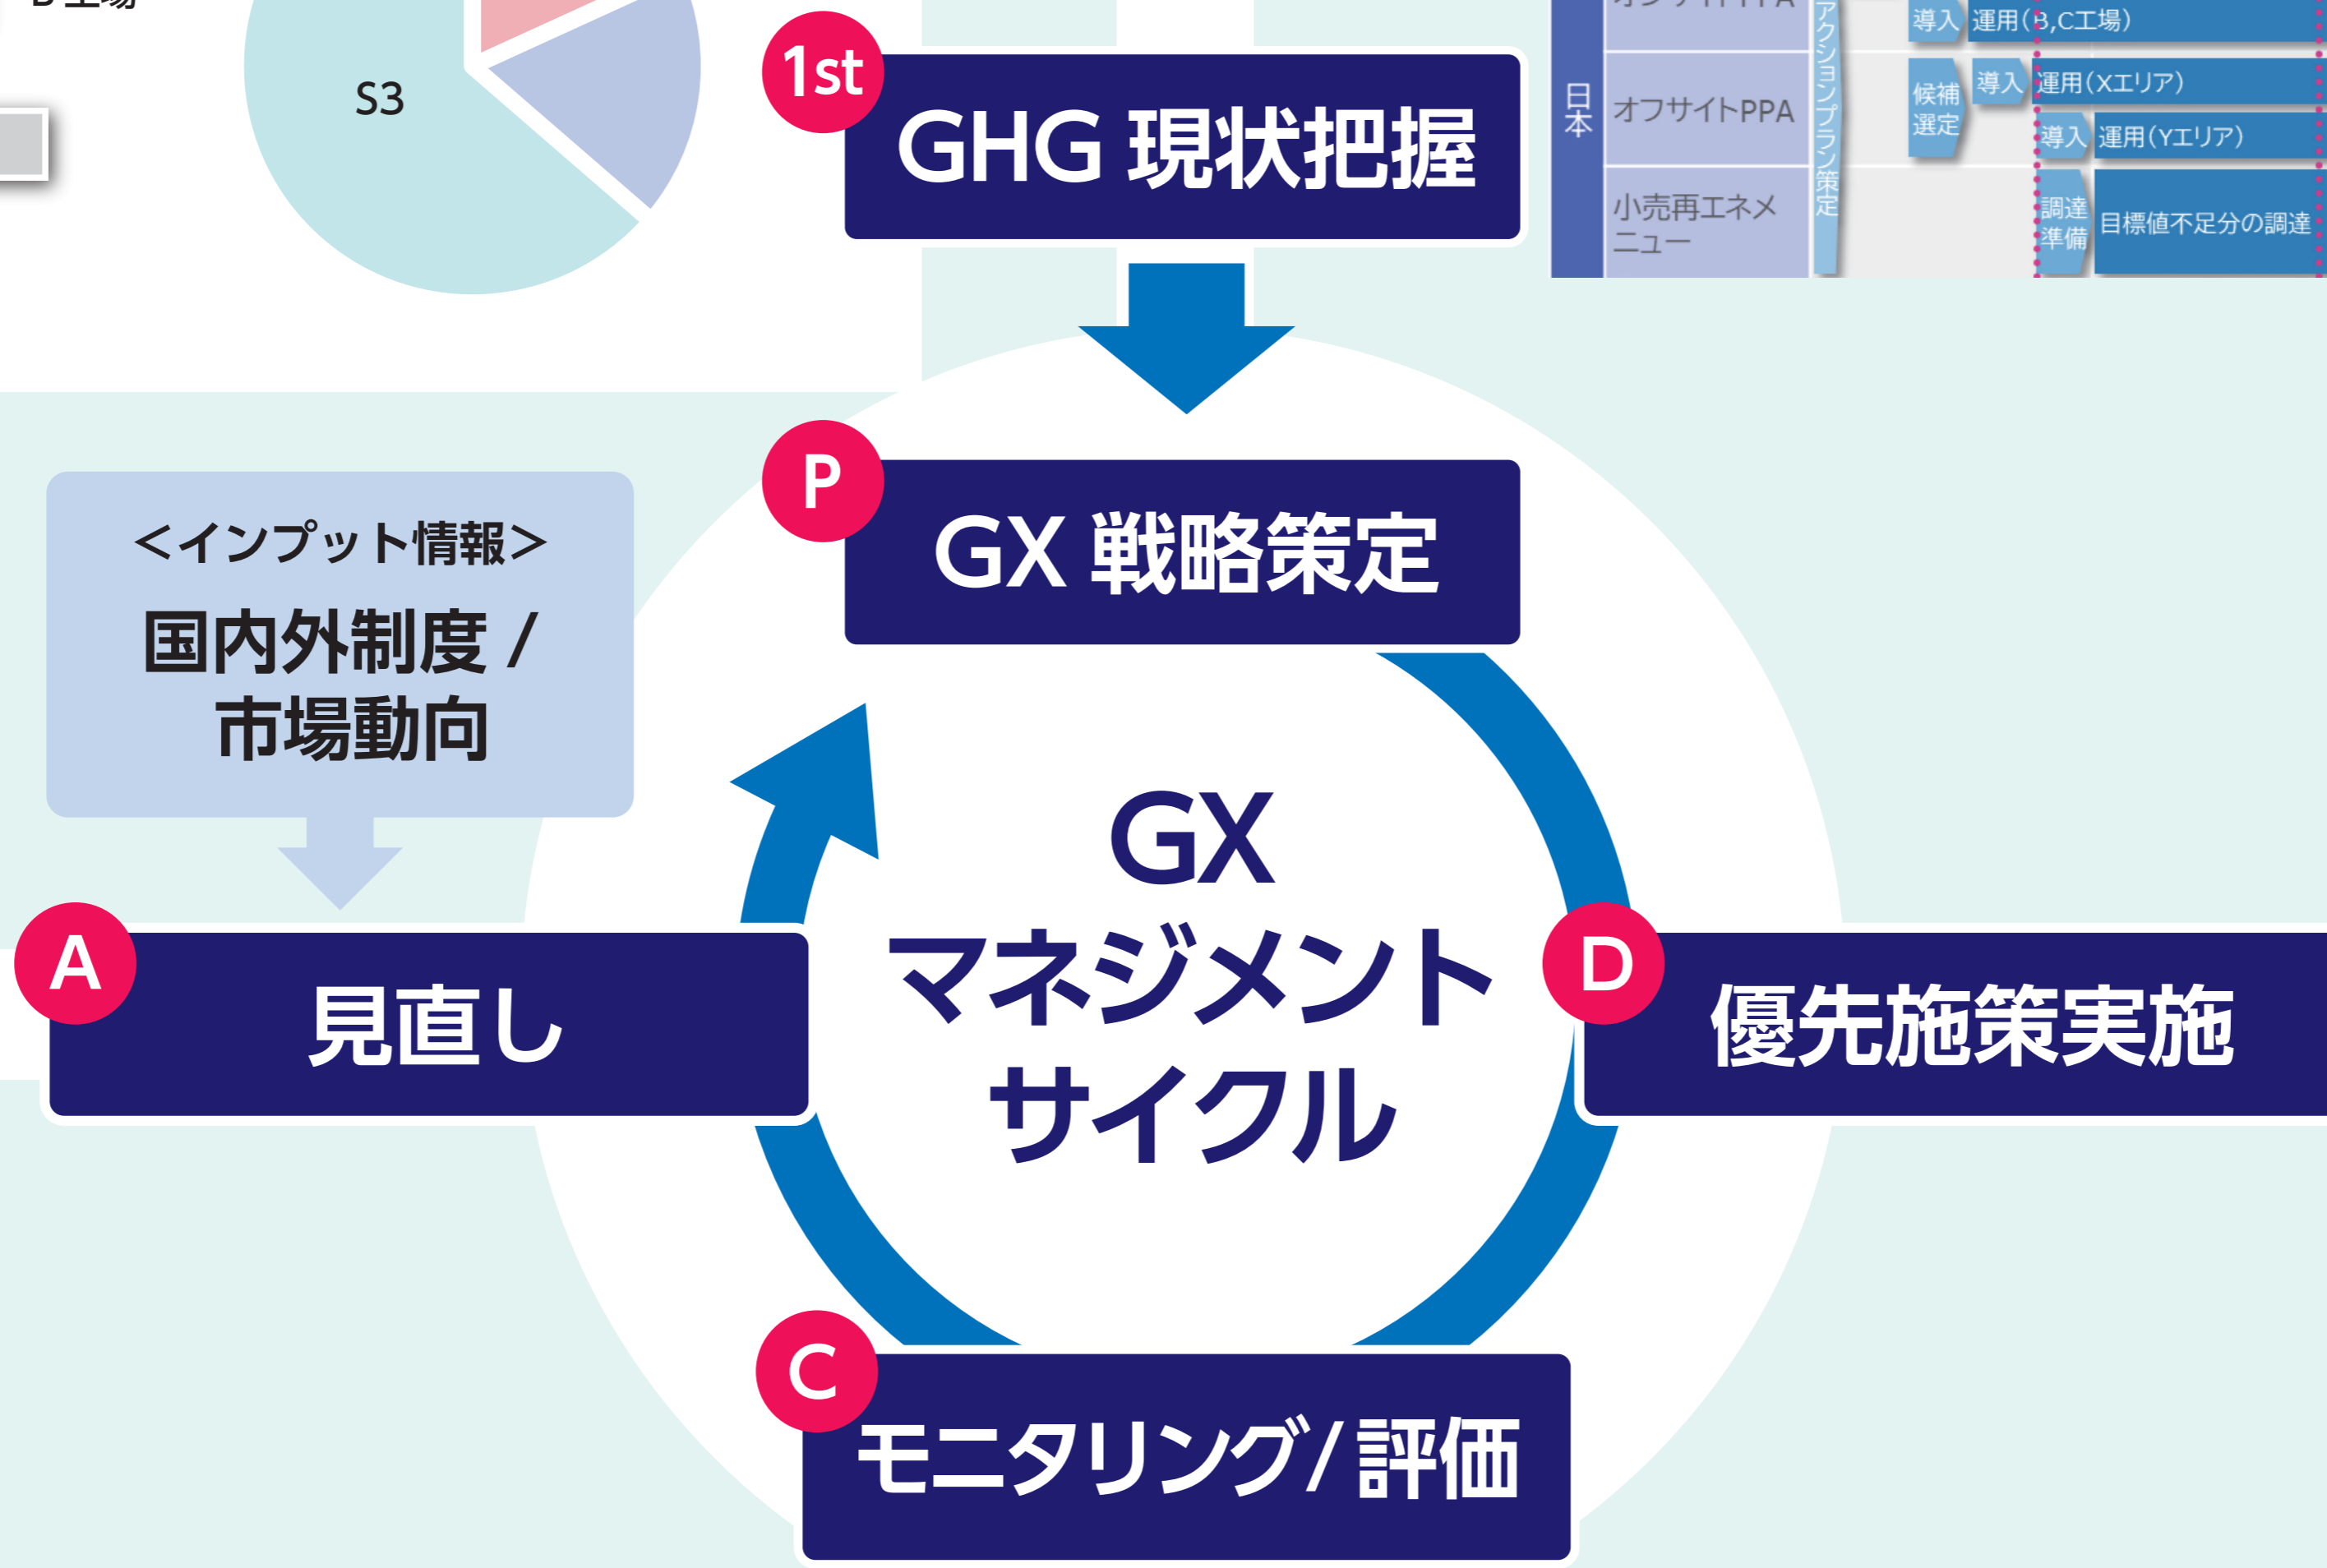 S3
1st
GHG 現状把握
日本
アクションプラン策定
導入
運用(B,C工場)
オフサイトPPA
候補
選定
導入
運用(Xエリア)
導入
運用(Yエリア)
小売再エネメ
ニュー
調達
準備
目標値不足分の調達
P
GX 戦略策定
＜インプット情報＞
国内外制度 /
市場動向
GX
マネジメント
サイクル
A
見直し
D
優先施策実施
C
モニタリング/ 評価